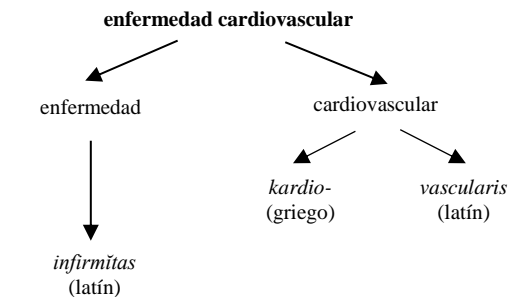 enfermedad cardiovascular
enfermedad
cardiovascular
kardio-
(griego)
vascularis
(latín)
infirmĭtas
(latín)